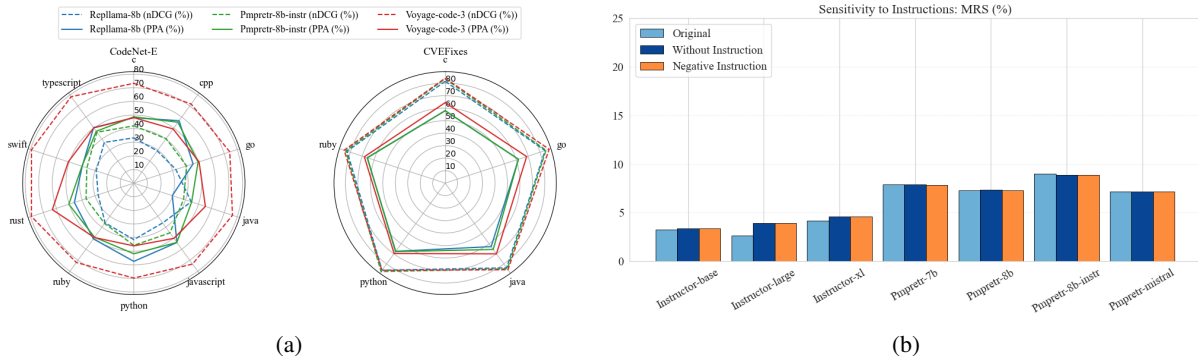 Repllama-8b (nDCG (%)) Pmpretr-8b-instr (nDCG (%)) Voyage-code-3 (nDCG (%))
Repllama-8b (PPA (%)) Pmpretr-8b-instr (PPA (%)) Voyage-code-3 (PPA (%))
CodeNet-E
c
cpp
go
java
javascript
python
ruby
rust
swift
typescript
80
70
60
50
40
30
20
10
CVEFixes
c
go
java
python
ruby
80
70
60
50
40
30
20
10
(a)
Sensitivity to Instructions: MRS (%)
Original
Without Instruction
Negative Instruction
25
20
15
10
5
0
Instructor-base
Instructor-large
Instructor-xl
Pmpretr-7b
Pmpretr-8b
Pmpretr-8b-instr
Pmpretr-mistral
(b)